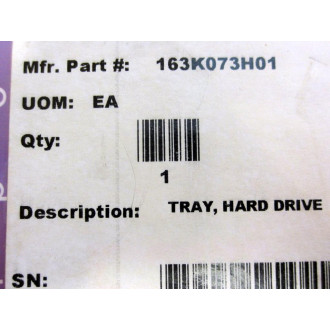 Mfr. Part #: 163K073H01
UOM: EA
Qty:
1
Description: TRAY, HARD DRIVE
SN: